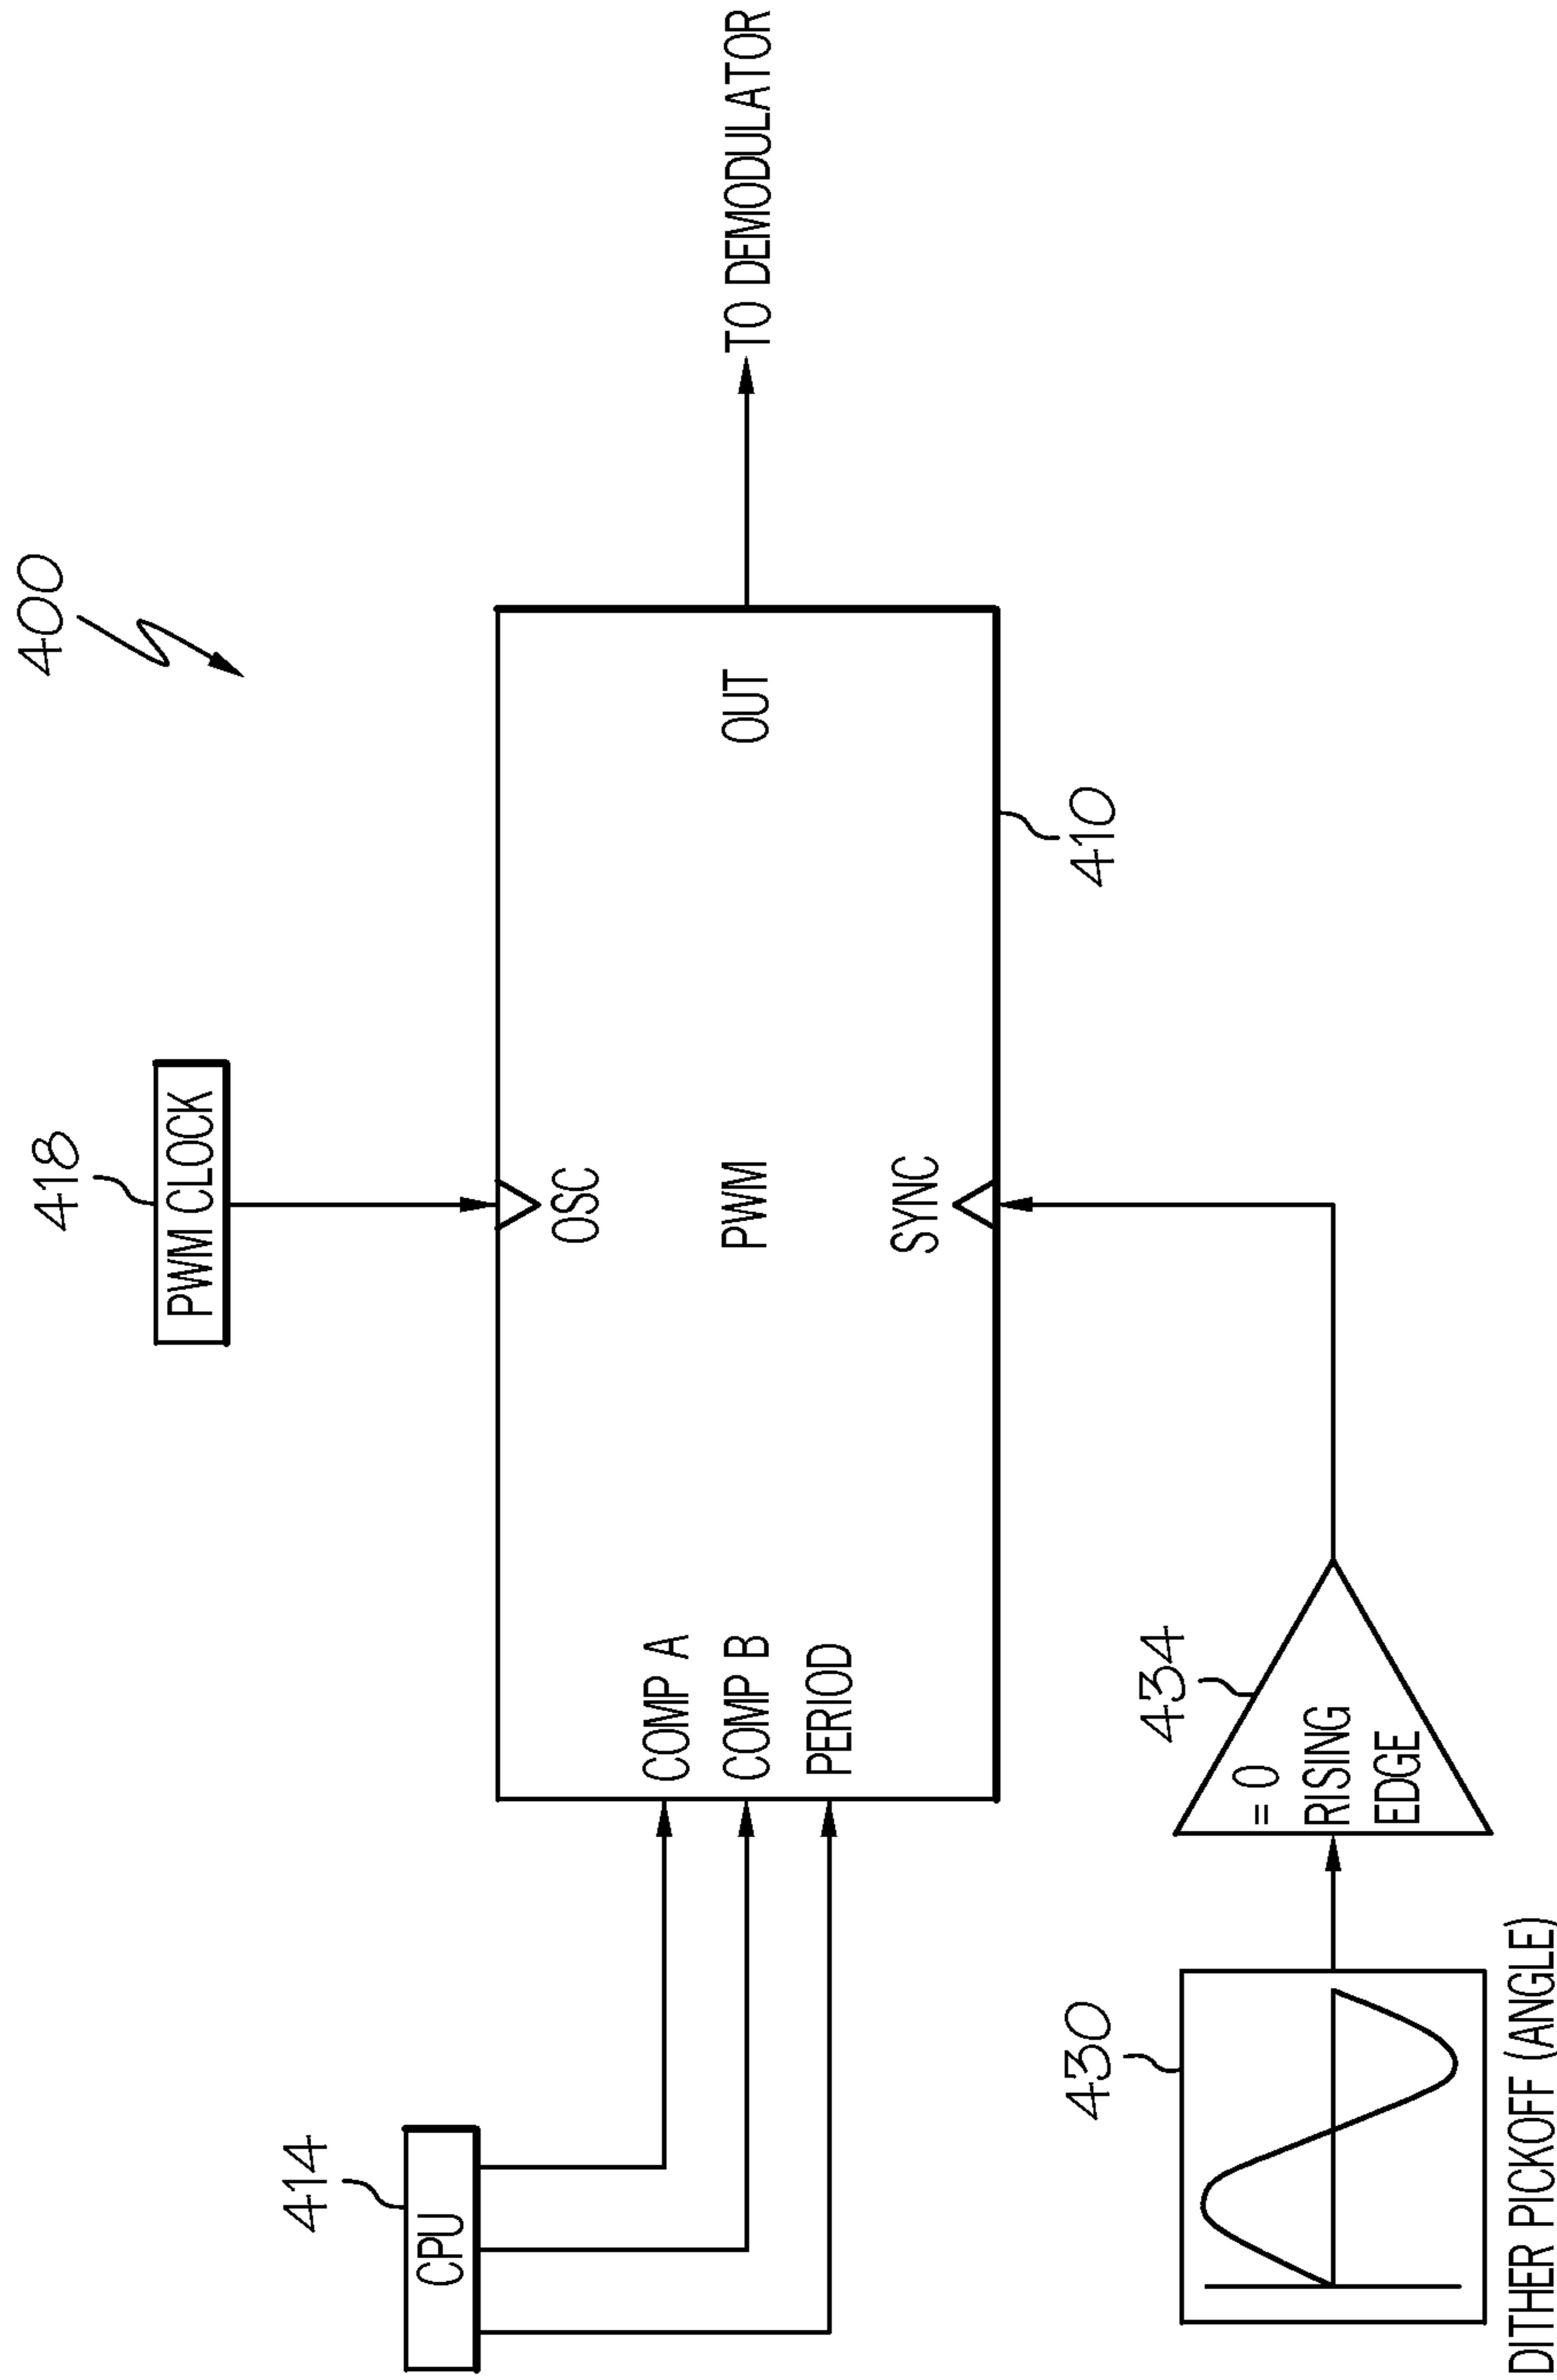 400
418
PWM CLOCK
414
CPU
OSC
COMP A
COMP B
PERIOD
PWM
OUT
TO DEMODULATOR
SYNC
410
430
434
= 0
RISING
EDGE
DITHER PICKOFF (ANGLE)